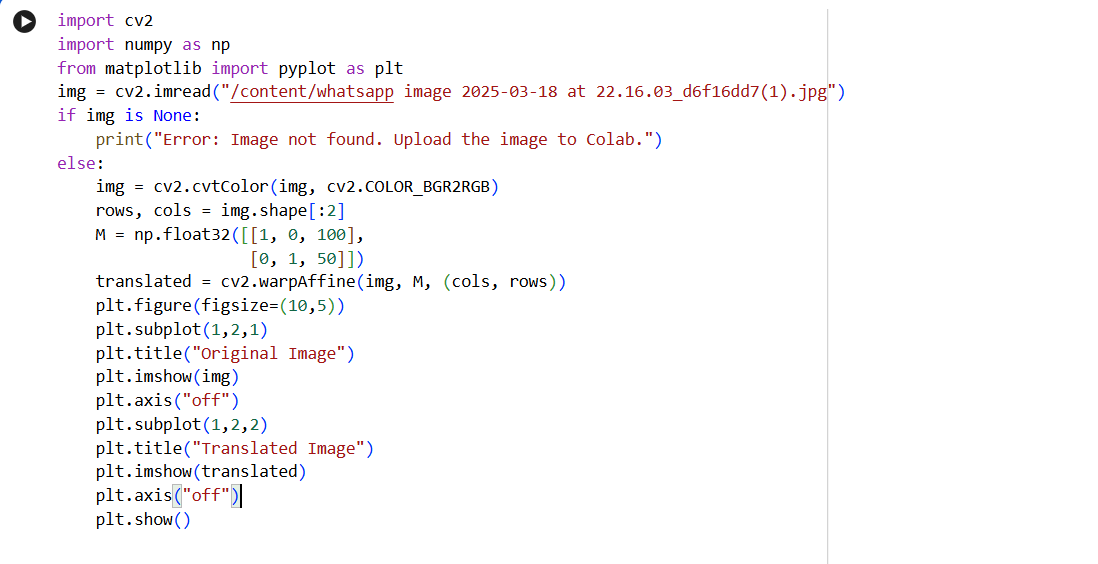 import cv2
import numpy as np
from matplotlib import pyplot as plt
img = cv2.imread("/content/whatsapp image 2025-03-18 at 22.16.03_d6f16dd7(1).jpg")
if img is None:
    print("Error: Image not found. Upload the image to Colab.")
else:
    img = cv2.cvtColor(img, cv2.COLOR_BGR2RGB)
    rows, cols = img.shape[:2]
    M = np.float32([[1, 0, 100],
                    [0, 1, 50]])
    translated = cv2.warpAffine(img, M, (cols, rows))
    plt.figure(figsize=(10,5))
    plt.subplot(1,2,1)
    plt.title("Original Image")
    plt.imshow(img)
    plt.axis("off")
    plt.subplot(1,2,2)
    plt.title("Translated Image")
    plt.imshow(translated)
    plt.axis("off")
    plt.show()